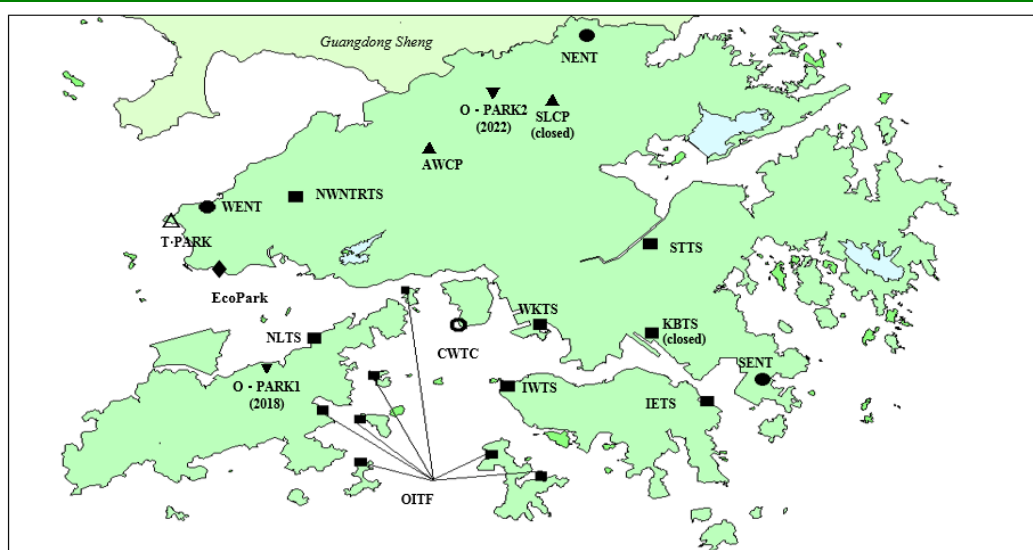 Guangdong Sheng
NENT
O - PARK2
(2022)
SLCP
(closed)
AWCP
NWNTRTS
WENT
T·PARK
STTS
EcoPark
WKTS
KBTS
(closed)
NLTS
CWTC
SENT
O - PARK1
(2018)
IWTS
IETS
OITF